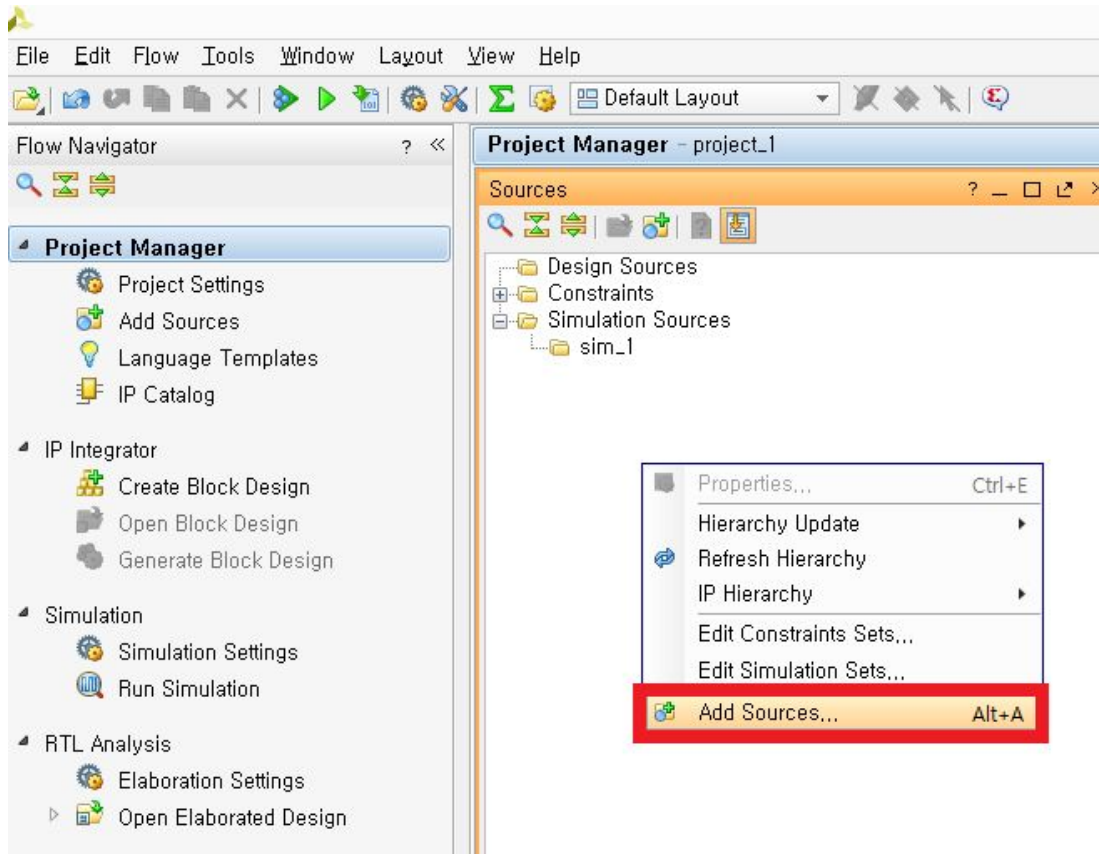 File Edit Flow Tools Window Layout View Help
Default Layout
Flow Navigator ? «
Project Manager
Project Settings
Add Sources
Language Templates
IP Catalog
IP Integrator
Create Block Design
Open Block Design
Generate Block Design
Simulation
Simulation Settings
Run Simulation
RTL Analysis
Elaboration Settings
Open Elaborated Design
Project Manager - project_1
Sources ?
Design Sources
Constraints
Simulation Sources
sim_1
Properties... Ctrl+E
Hierarchy Update
Refresh Hierarchy
IP Hierarchy
Edit Constraints Sets...
Edit Simulation Sets...
Add Sources... Alt+A